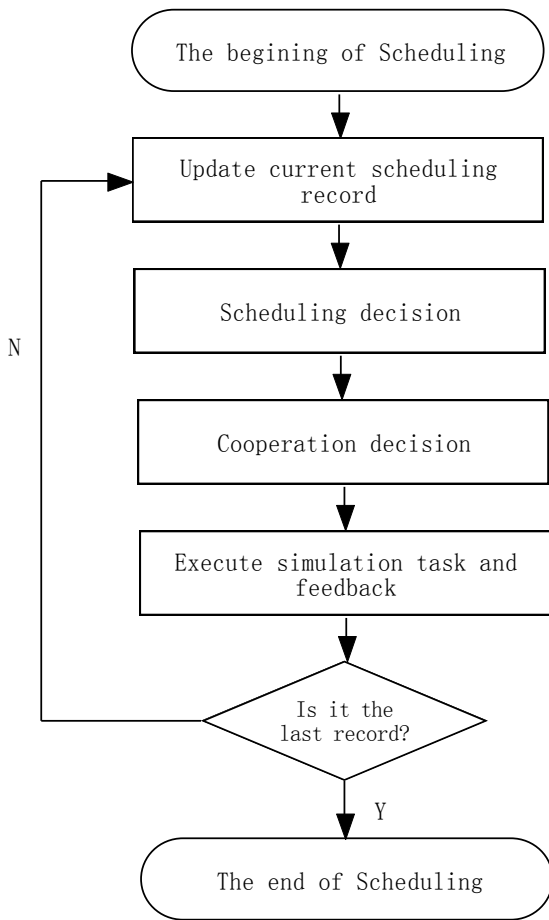 The begining of Scheduling
Update current scheduling
record
Scheduling decision
N
Cooperation decision
Execute simulation task and
feedback
Is it the
last record?
Y
The end of Scheduling